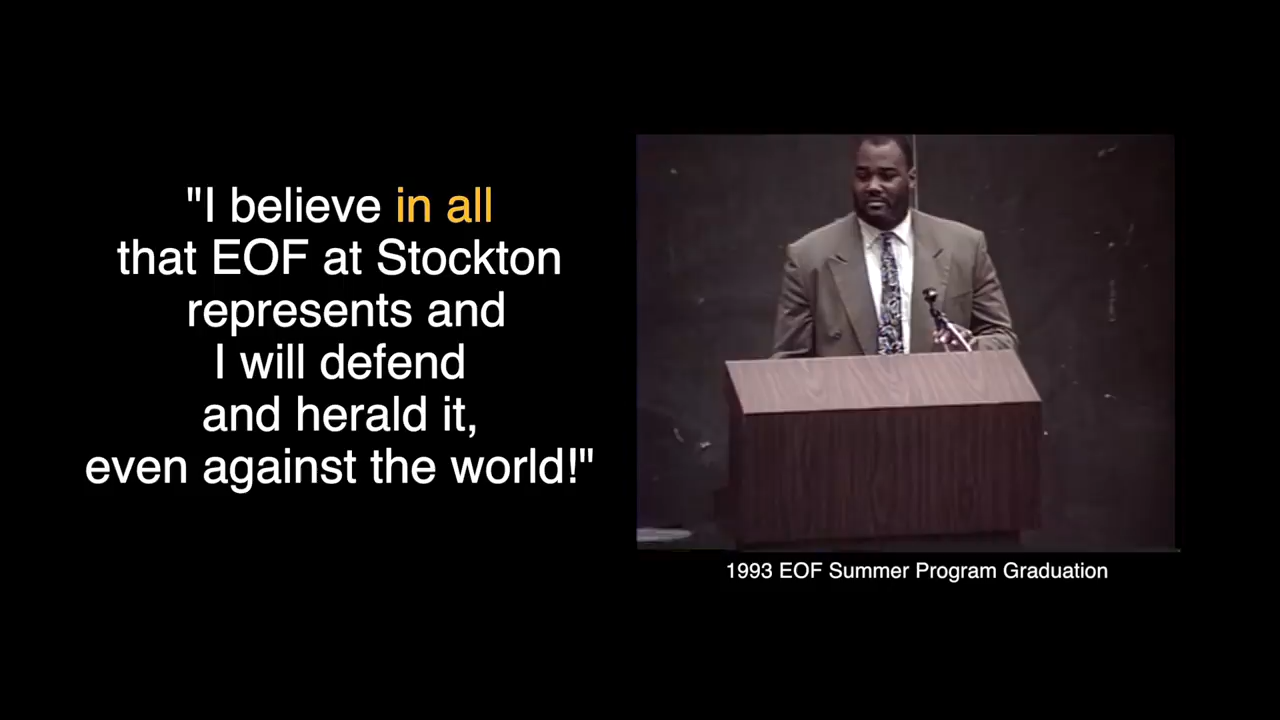 "I believe in all
that EOF at Stockton
represents and
I will defend
and herald it,
even against the world!"
1993 EOF Summer Program Graduation